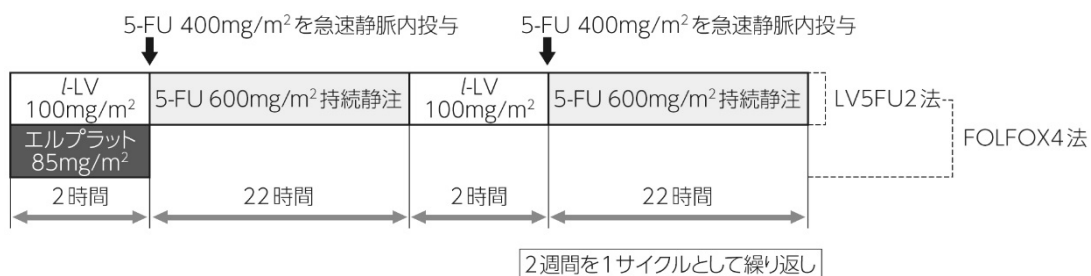 5-FU 400mg/m²を急速静脈内投与
5-FU 400mg/m²を急速静脈内投与
l-LV
100mg/m²
5-FU 600mg/m²持続静注
l-LV
100mg/m²
5-FU 600mg/m²持続静注
LV5FU2法
エルプラット
85mg/m²
FOLFOX4法
2時間
22時間
2時間
22時間
2週間を1サイクルとして繰り返し